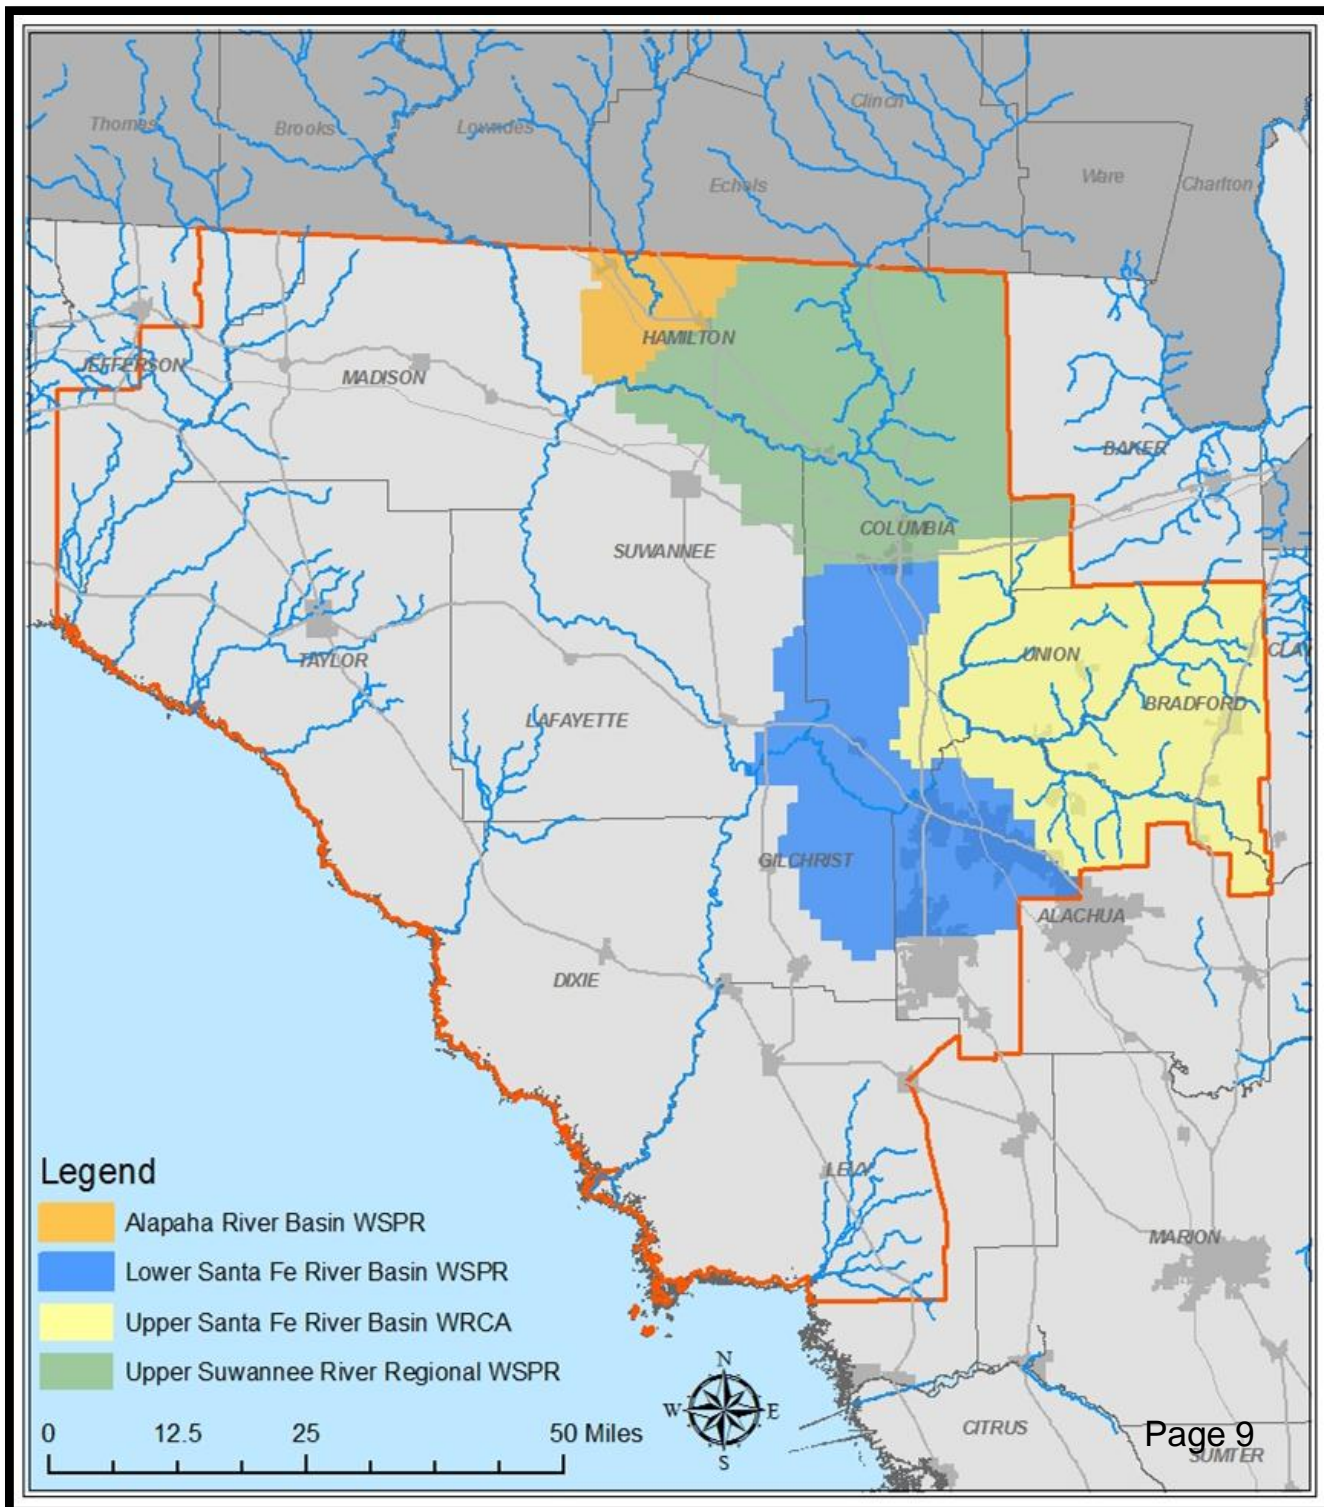 Thomas
Brooks
Lowndes
Clinch
Echols
Ware
Charlton
HAMILTON
JEFFERSON
MADISON
BAKER
COLUMBIA
SUWANNEE
TAYLOR
UNION
CLAY
BRADFORD
LAFAYETTE
GILCHRIST
ALACHUA
DIXIE
LEVY
MARION
Legend
Alapaha River Basin WSPR
Lower Santa Fe River Basin WSPR
Upper Santa Fe River Basin WRCA
Upper Suwannee River Regional WSPR
N
W E
S
0 12.5 25 50 Miles
CITRUS
Page 9
SUMTER